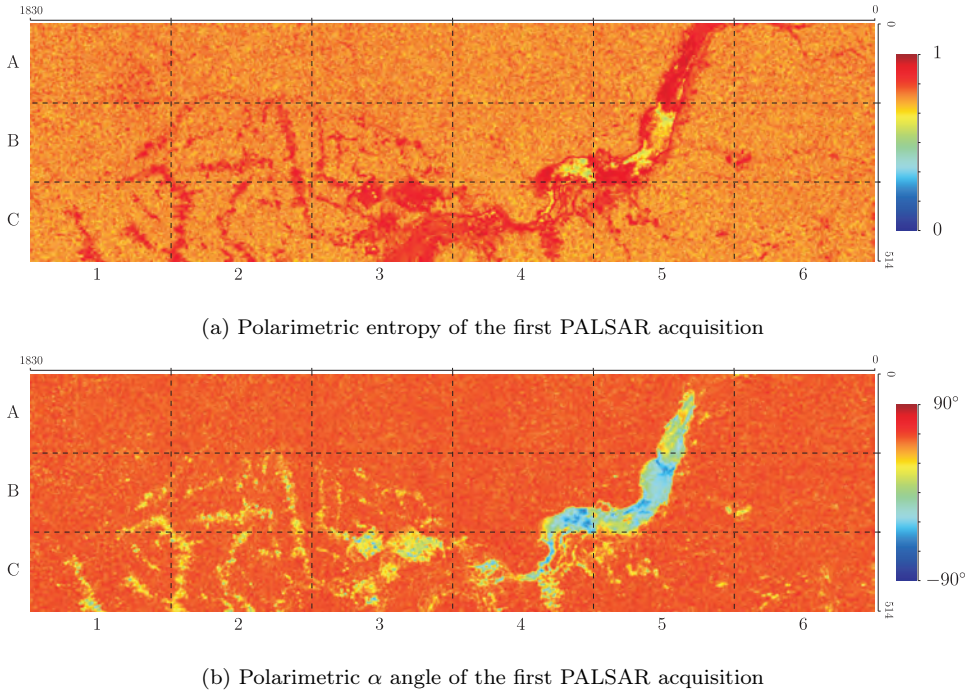 1830 0
0
A
B
C
514
1 2 3 4 5 6
1
0
(a) Polarimetric entropy of the first PALSAR acquisition
1830 0
0
A
B
C
514
1 2 3 4 5 6
90°
−90°
(b) Polarimetric α angle of the first PALSAR acquisition